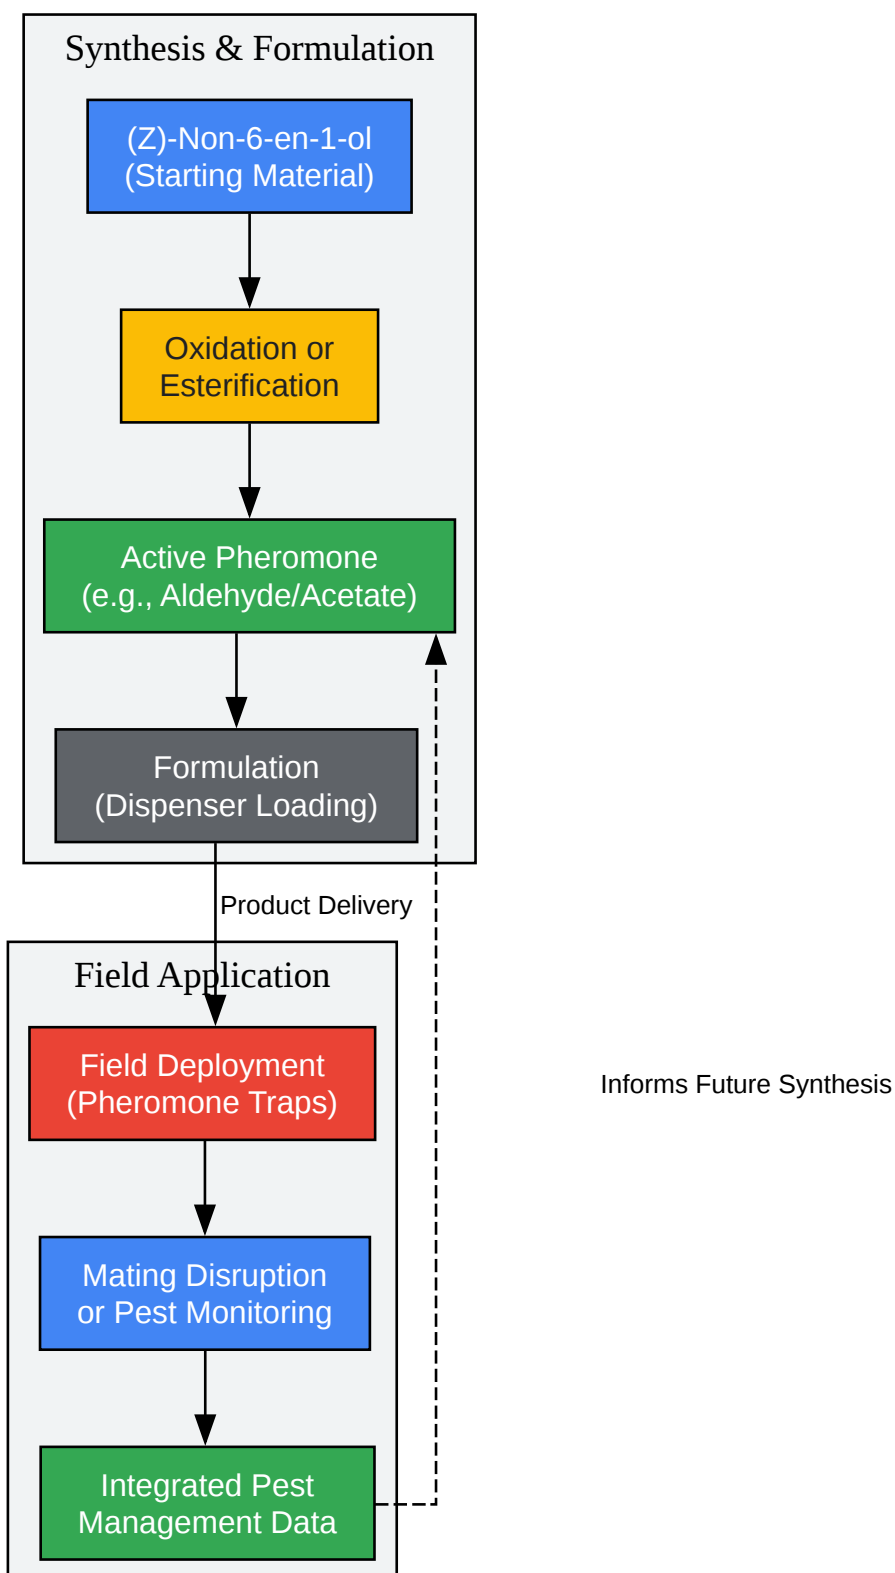 Synthesis & Formulation
(Z)-Non-6-en-1-ol
(Starting Material)
Oxidation or
Esterification
Active Pheromone
(e.g., Aldehyde/Acetate)
Formulation
(Dispenser Loading)
Product Delivery
Field Application
Field Deployment
(Pheromone Traps)
Informs Future Synthesis
Mating Disruption
or Pest Monitoring
Integrated Pest
Management Data